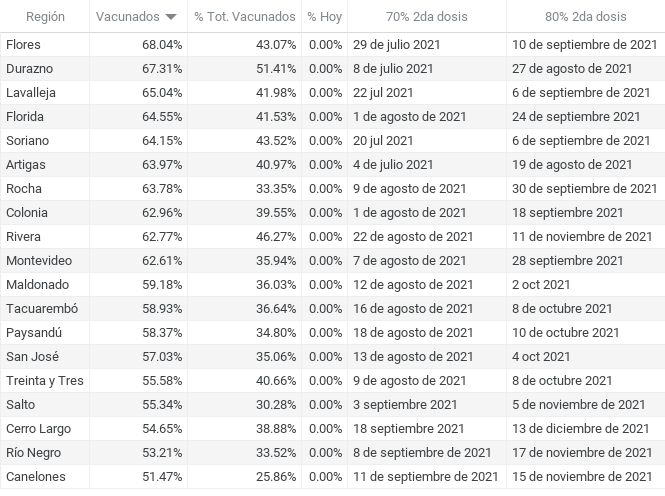 Región Vacunados % Tot. Vacunados % Hoy 70% 2da dosis 80% 2da dosis
Flores 68.04% 43.07% 0.00% 29 de julio 2021 10 de septiembre de 2021
Durazno 67.31% 51.41% 0.00% 8 de julio 2021 27 de agosto de 2021
Lavalleja 65.04% 41.98% 0.00% 22 jul 2021 6 de septiembre de 2021
Florida 64.55% 41.53% 0.00% 1 de agosto de 2021 24 de septiembre de 2021
Soriano 64.15% 43.52% 0.00% 20 jul 2021 6 de septiembre de 2021
Artigas 63.97% 40.97% 0.00% 4 de julio 2021 19 de agosto de 2021
Rocha 63.78% 33.35% 0.00% 9 de agosto de 2021 30 de septiembre de 2021
Colonia 62.96% 39.55% 0.00% 1 de agosto de 2021 18 septiembre 2021
Rivera 62.77% 46.27% 0.00% 22 de agosto de 2021 11 de noviembre de 2021
Montevideo 62.61% 35.94% 0.00% 7 de agosto de 2021 28 septiembre 2021
Maldonado 59.18% 36.03% 0.00% 12 de agosto de 2021 2 oct 2021
Tacuarembó 58.93% 36.64% 0.00% 16 de agosto de 2021 8 de octubre 2021
Paysandú 58.37% 34.80% 0.00% 18 de agosto de 2021 10 de octubre 2021
San José 57.03% 35.06% 0.00% 13 de agosto de 2021 4 oct 2021
Treinta y Tres 55.58% 40.66% 0.00% 9 de agosto de 2021 8 de octubre 2021
Salto 55.34% 30.28% 0.00% 3 septiembre 2021 5 de noviembre de 2021
Cerro Largo 54.65% 38.88% 0.00% 18 septiembre 2021 13 de diciembre de 2021
Río Negro 53.21% 33.52% 0.00% 8 de septiembre de 2021 17 de noviembre de 2021
Canelones 51.47% 25.86% 0.00% 11 de septiembre de 2021 15 de noviembre de 2021